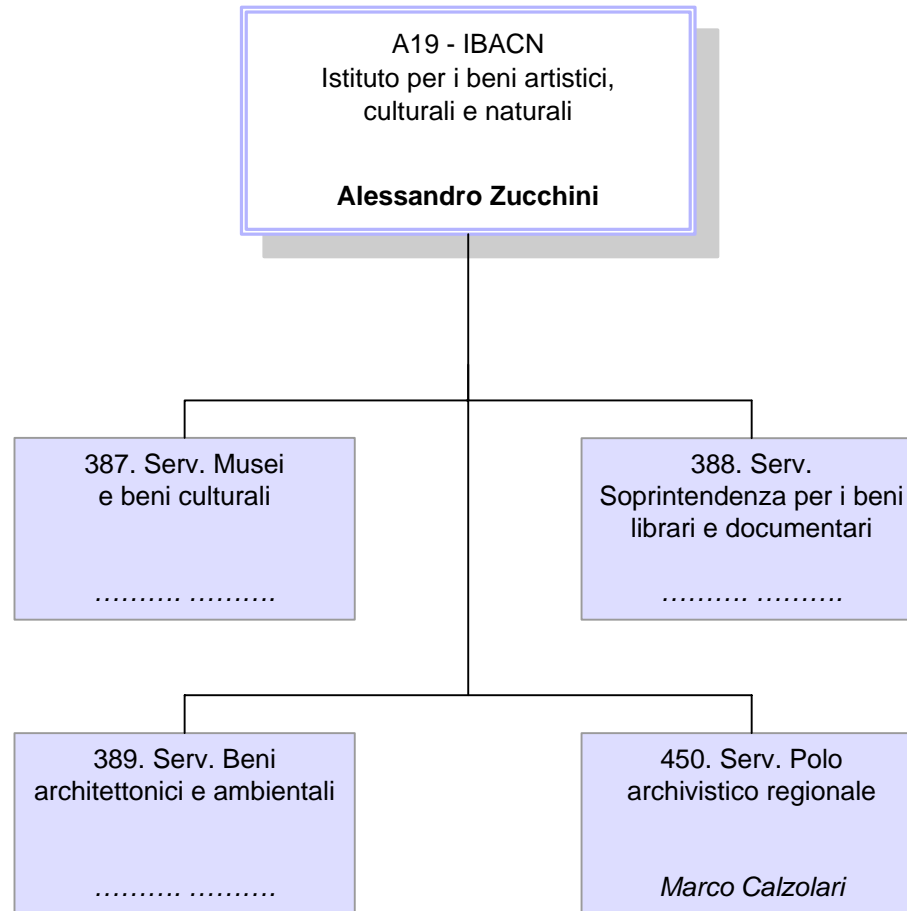 A19 - IBACN
Istituto per i beni artistici,
culturali e naturali
Alessandro Zucchini
387. Serv. Musei
e beni culturali
.......... ..........
388. Serv.
Soprintendenza per i beni
librari e documentari
.......... ..........
389. Serv. Beni
architettonici e ambientali
.......... ..........
450. Serv. Polo
archivistico regionale
Marco Calzolari